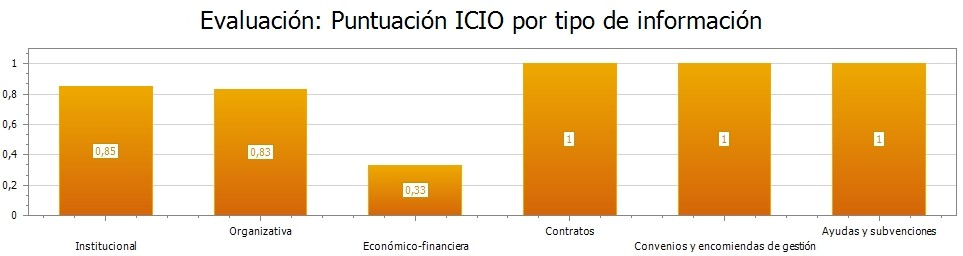 Evaluación: Puntuación ICIO por tipo de información
1
0,8
0,6
0,4
0,2
0
0,85
0,83
0,33
1
1
1
Institucional
Organizativa
Económico-financiera
Contratos
Convenios y encomiendas de gestión
Ayudas y subvenciones